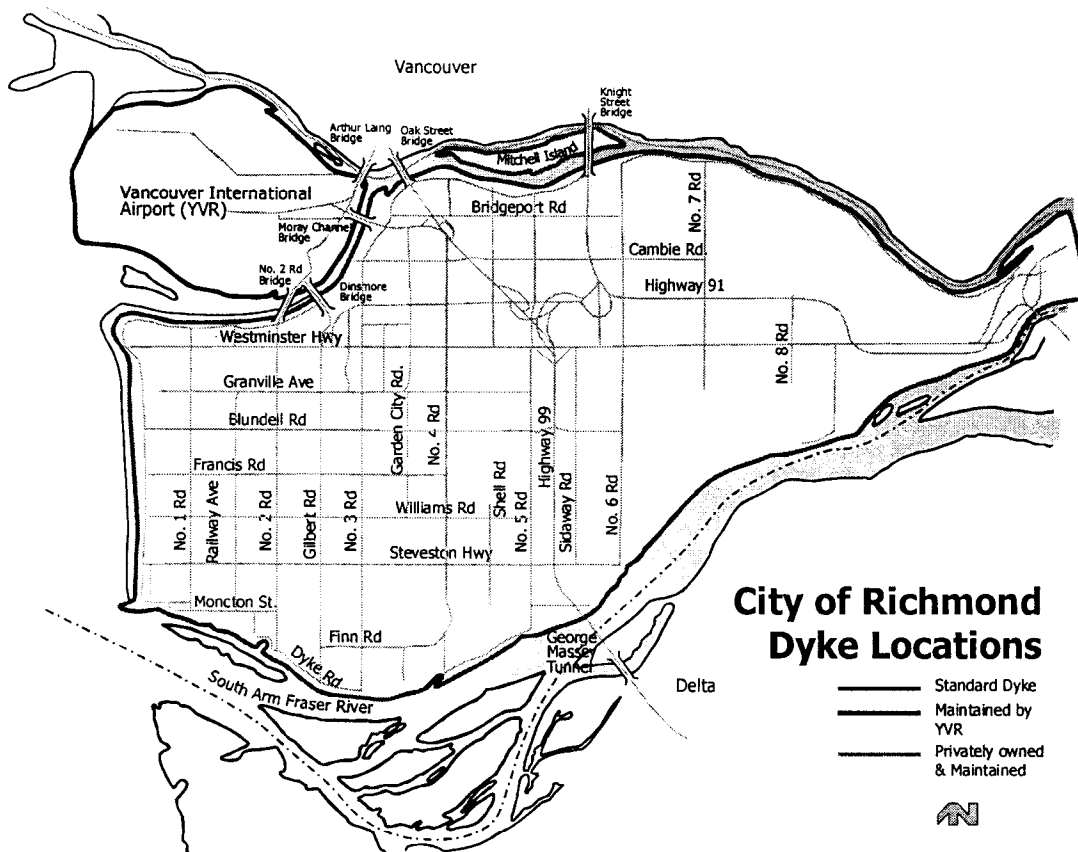 Vancouver
Knight
Street
Bridge
Arthur Laing
Bridge
Oak Street
Bridge
Mitchell Island
Vancouver International
Airport (YVR)
Bridgeport Rd
No. 7 Rd
Moray Channel
Bridge
Cambie Rd.
No. 2 Rd
Bridge
Dinsmore
Bridge
Highway 91
Westminster Hwy
No. 8 Rd
Granville Ave
Garden City Rd.
No. 4 Rd
Blundell Rd
Highway 99
Francis Rd
No. 1 Rd
Railway Ave
No. 2 Rd
Gilbert Rd
No. 3 Rd
Williams Rd
Shell Rd
No. 5 Rd
Sidaway Rd
No. 6 Rd
Steveston Hwy
Moncton St.
Finn Rd
Dyke Rd
George
Massey
Tunnel
South Arm Fraser River
Delta
City of Richmond
Dyke Locations
Standard Dyke
Maintained by
YVR
Privately owned
& Maintained
N